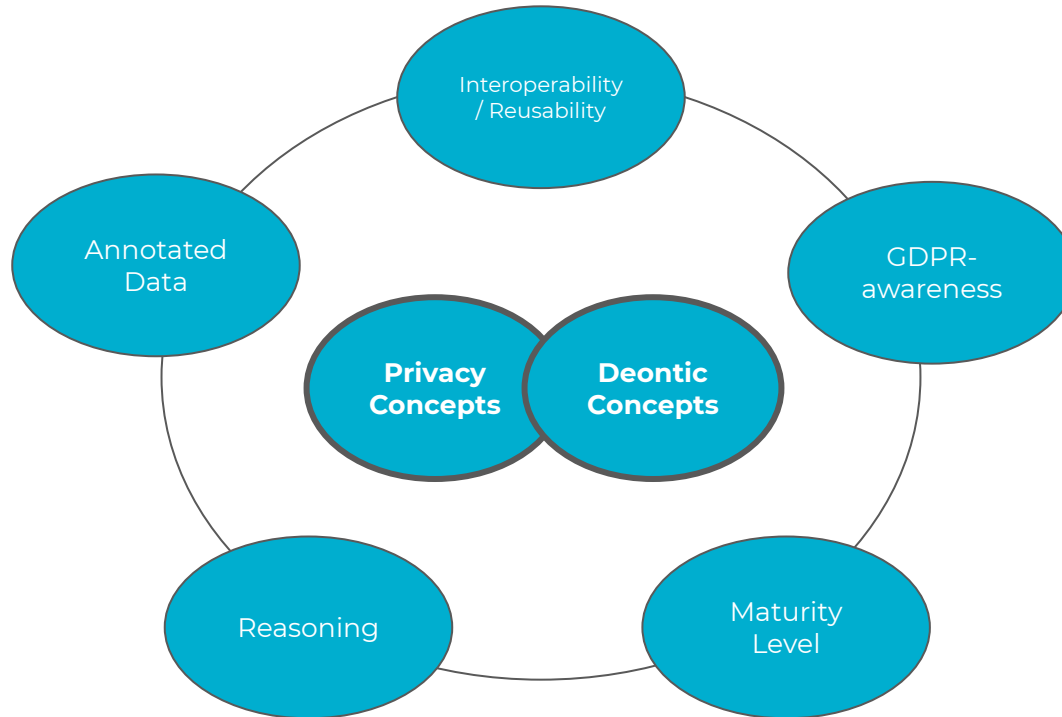 Interoperability
/ Reusability
Annotated
Data
GDPR-
awareness
Privacy
Concepts
Deontic
Concepts
Reasoning
Maturity
Level